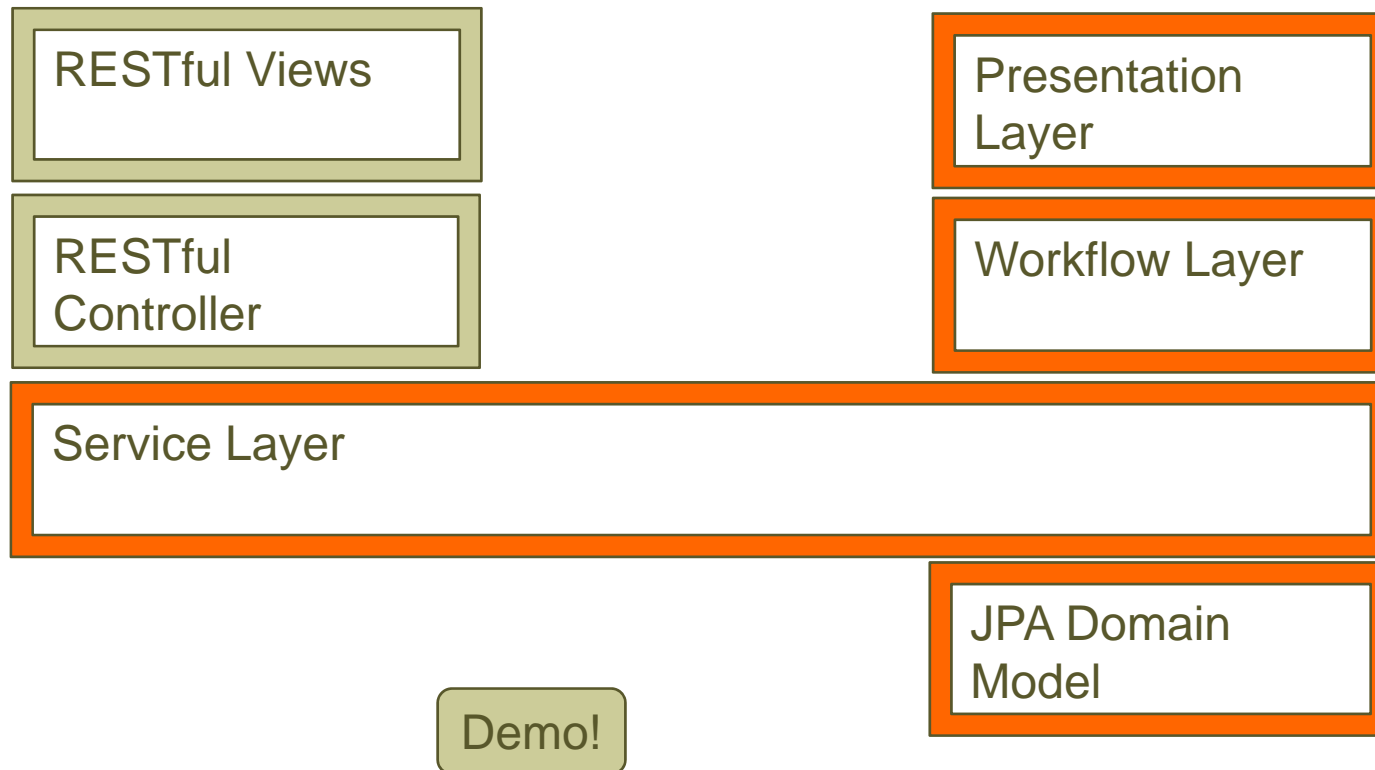 RESTful Views
Presentation
Layer
RESTful
Controller
Workflow Layer
Service Layer
JPA Domain
Model
Demo!